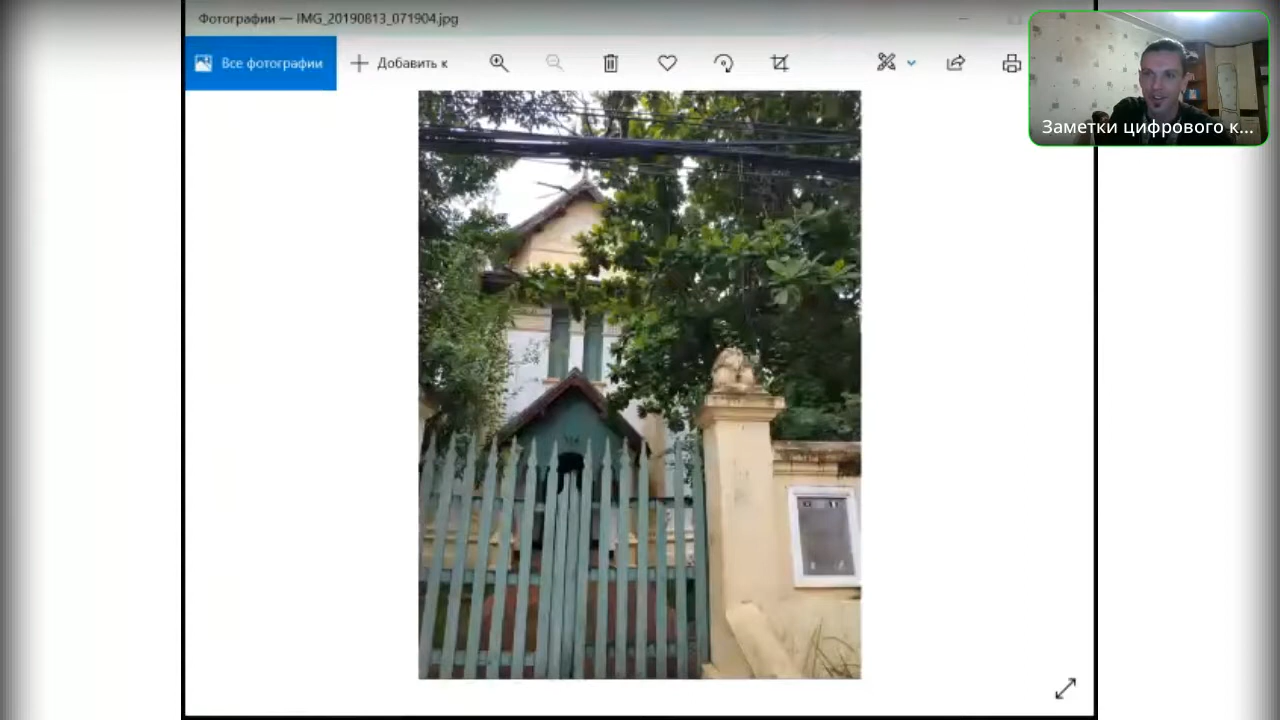 Фотографии — IMG_20190813_071904.jpg
Все фотографии
Добавить к
Заметки цифрового к...